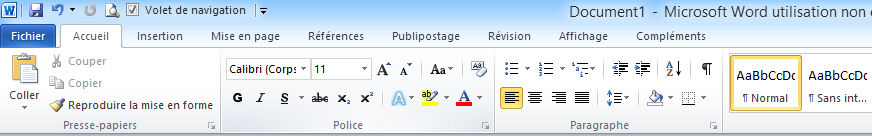 Volet de navigation
Document1 - Microsoft Word utilisation non
Fichier Accueil Insertion Mise en page Références Publipostage Révision Affichage Compléments
Coller
Couper
Copier
Reproduire la mise en forme
Presse-papiers
Calibri (Corps 11 A A Aa
G I S abc x₂ x² A ab A
Police
Paragraphe
AaBbCcDc
¶ Normal
AaBbCcDc
¶ Sans int...